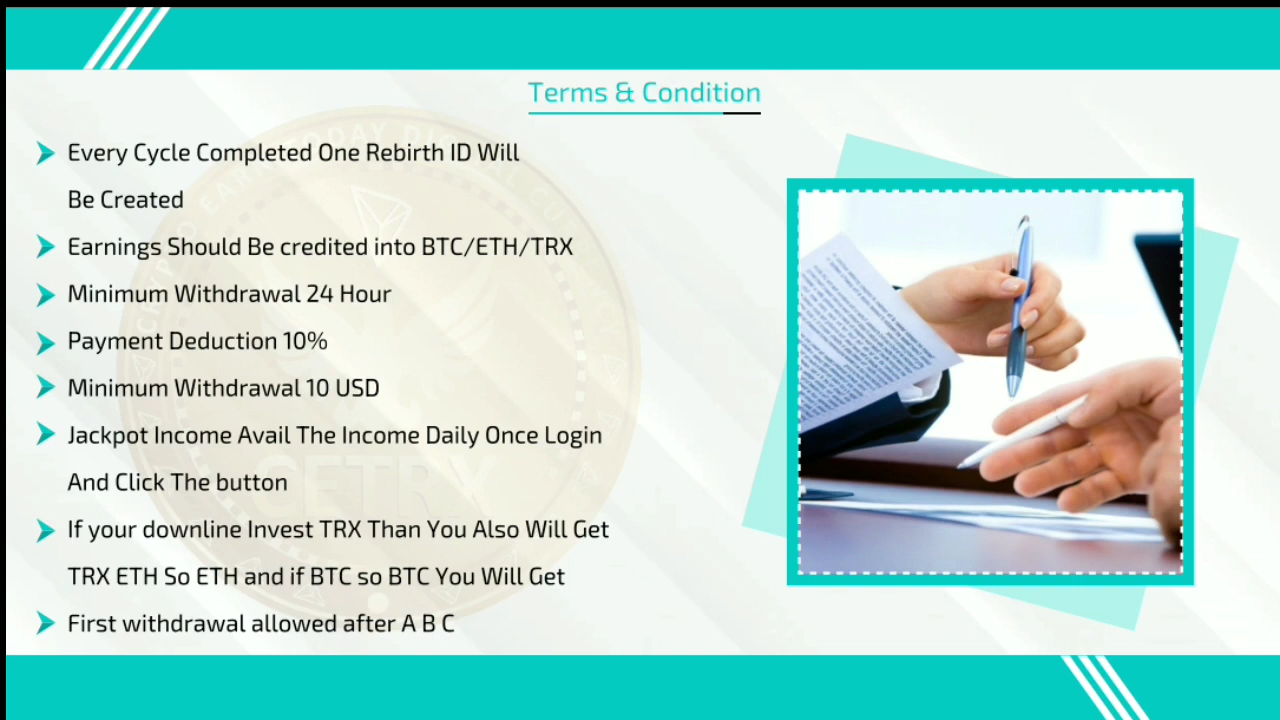 Terms & Condition
Every Cycle Completed One Rebirth ID Will
Be Created
Earnings Should Be credited into BTC/ETH/TRX
Minimum Withdrawal 24 Hour
Payment Deduction 10%
Minimum Withdrawal 10 USD
Jackpot Income Avail The Income Daily Once Login
And Click The button
If your downline Invest TRX Than You Also Will Get
TRX ETH So ETH and if BTC so BTC You Will Get
First withdrawal allowed after A B C